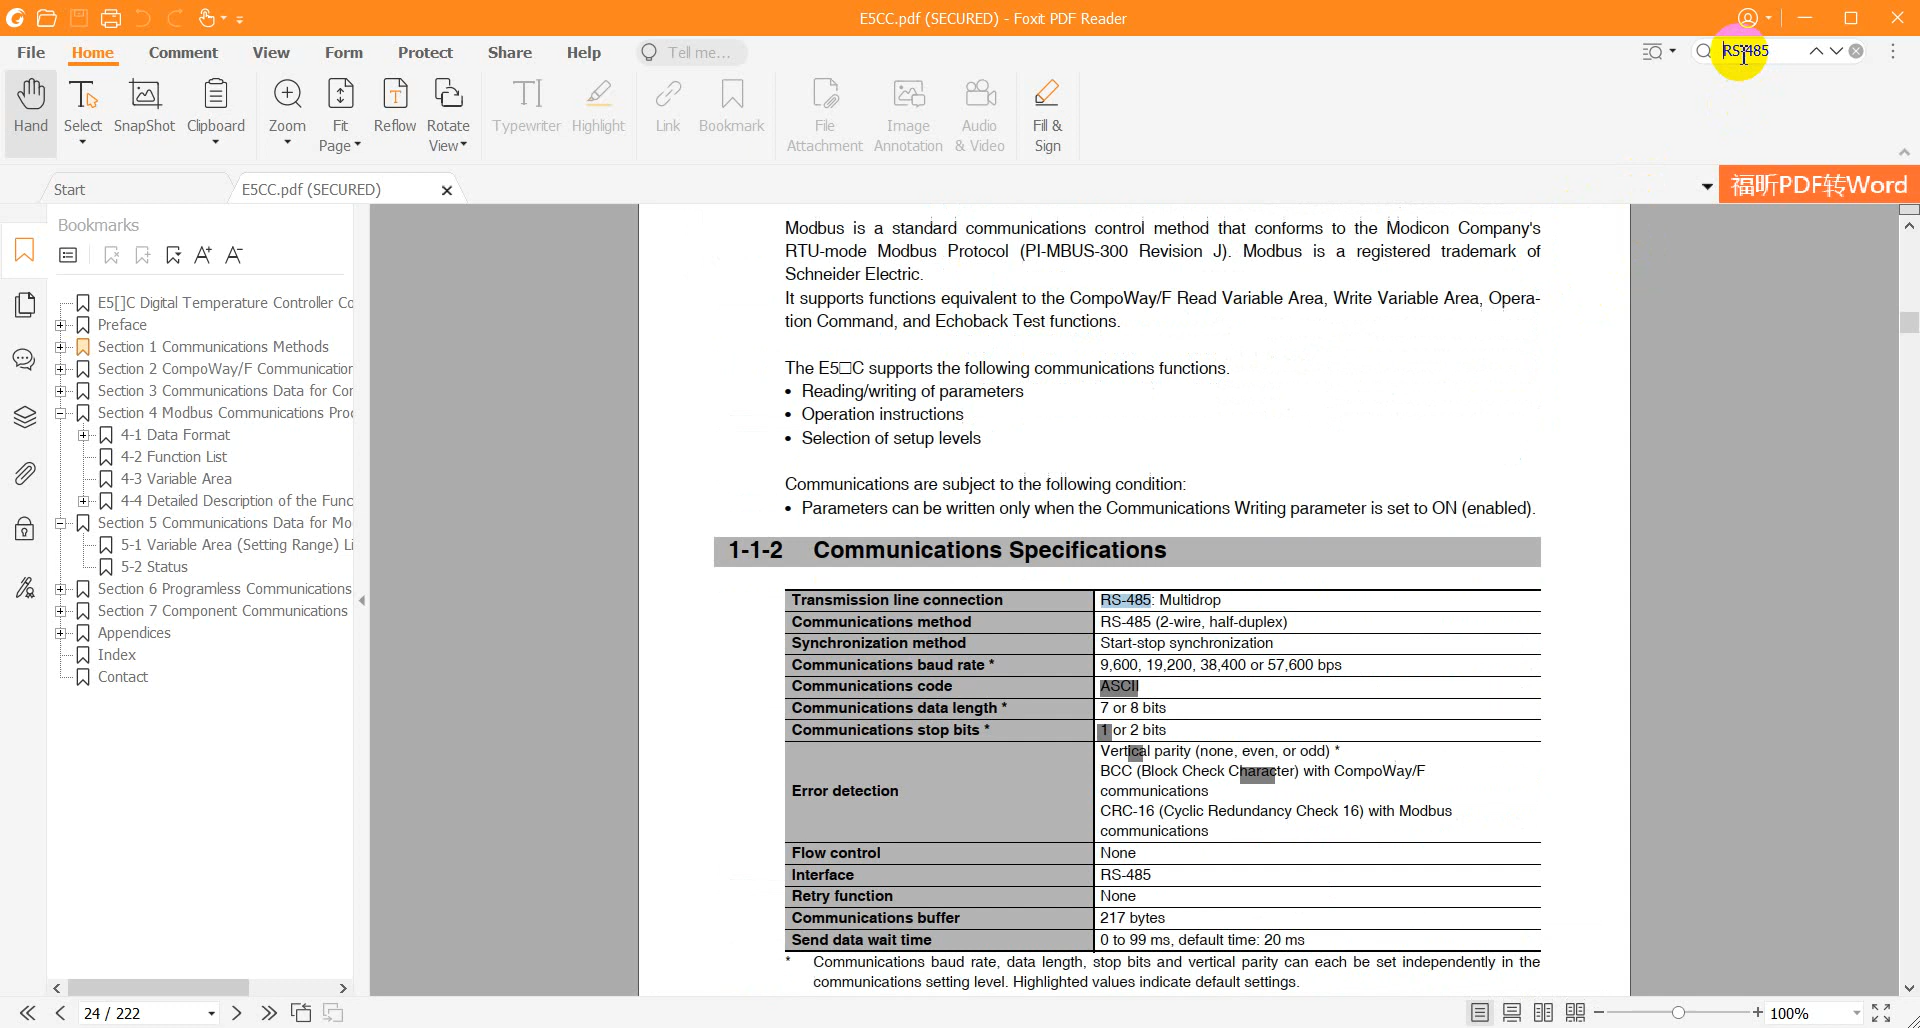 E5CC.pdf (SECURED) - Foxit PDF Reader
File Home Comment View Form Protect Share Help Tell me...
RS-485
Hand Select SnapShot Clipboard Zoom Fit Page Reflow Rotate View Typewriter Highlight Link Bookmark File Attachment Image Annotation Audio & Video Fill & Sign
Start
E5CC.pdf (SECURED)
福昕PDF转Word
Bookmarks
E5[]C Digital Temperature Controller Co
Preface
Section 1 Communications Methods
Section 2 CompoWay/F Communication
Section 3 Communications Data for Cor
Section 4 Modbus Communications Proc
4-1 Data Format
4-2 Function List
4-3 Variable Area
4-4 Detailed Description of the Func
Section 5 Communications Data for Mo
5-1 Variable Area (Setting Range) Li
5-2 Status
Section 6 Programless Communications
Section 7 Component Communications
Appendices
Index
Contact
Modbus is a standard communications control method that conforms to the Modicon Company's
RTU-mode Modbus Protocol (PI-MBUS-300 Revision J). Modbus is a registered trademark of
Schneider Electric.
It supports functions equivalent to the CompoWay/F Read Variable Area, Write Variable Area, Opera-
tion Command, and Echoback Test functions.
The E5□C supports the following communications functions.
• Reading/writing of parameters
• Operation instructions
• Selection of setup levels
Communications are subject to the following condition:
• Parameters can be written only when the Communications Writing parameter is set to ON (enabled).
1-1-2 Communications Specifications
Transmission line connection RS-485: Multidrop
Communications method RS-485 (2-wire, half-duplex)
Synchronization method Start-stop synchronization
Communications baud rate * 9,600, 19,200, 38,400 or 57,600 bps
Communications code ASCII
Communications data length * 7 or 8 bits
Communications stop bits * 1 or 2 bits
Error detection
Vertical parity (none, even, or odd) *
BCC (Block Check Character) with CompoWay/F
communications
CRC-16 (Cyclic Redundancy Check 16) with Modbus
communications
Flow control None
Interface RS-485
Retry function None
Communications buffer 217 bytes
Send data wait time 0 to 99 ms, default time: 20 ms
* Communications baud rate, data length, stop bits and vertical parity can each be set independently in the
communications setting level. Highlighted values indicate default settings.
24 / 222
100%